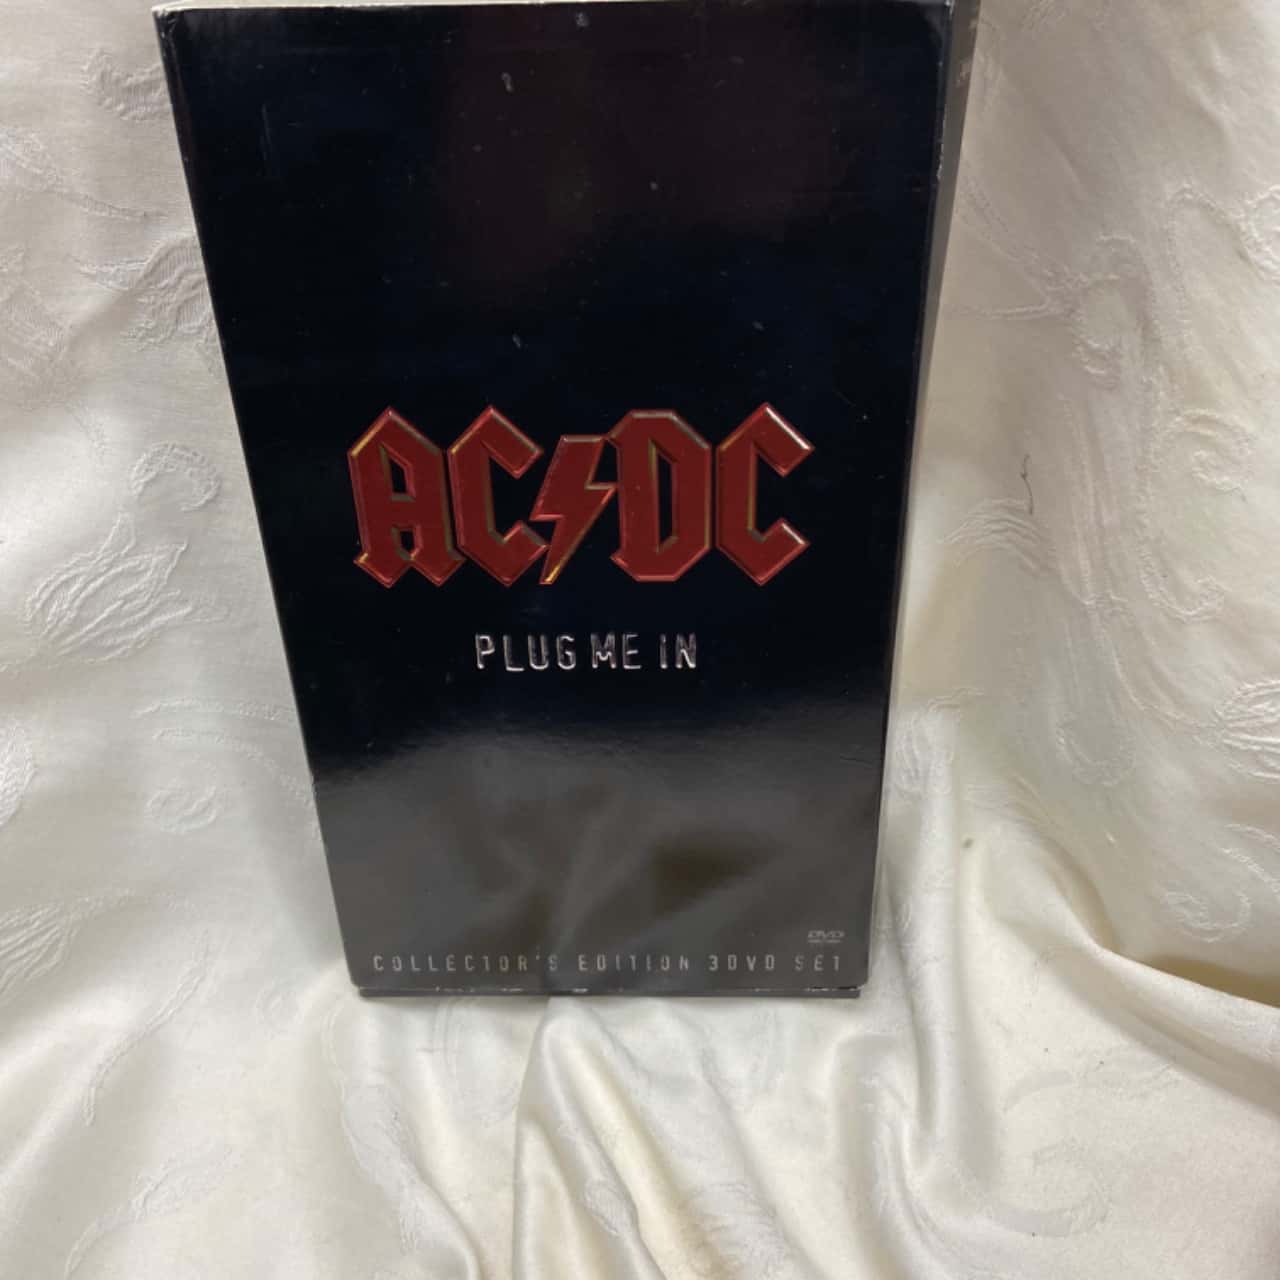 AC⚡DC
PLUG ME IN
DVD
COLLECTOR'S EDITION 3DVD SET